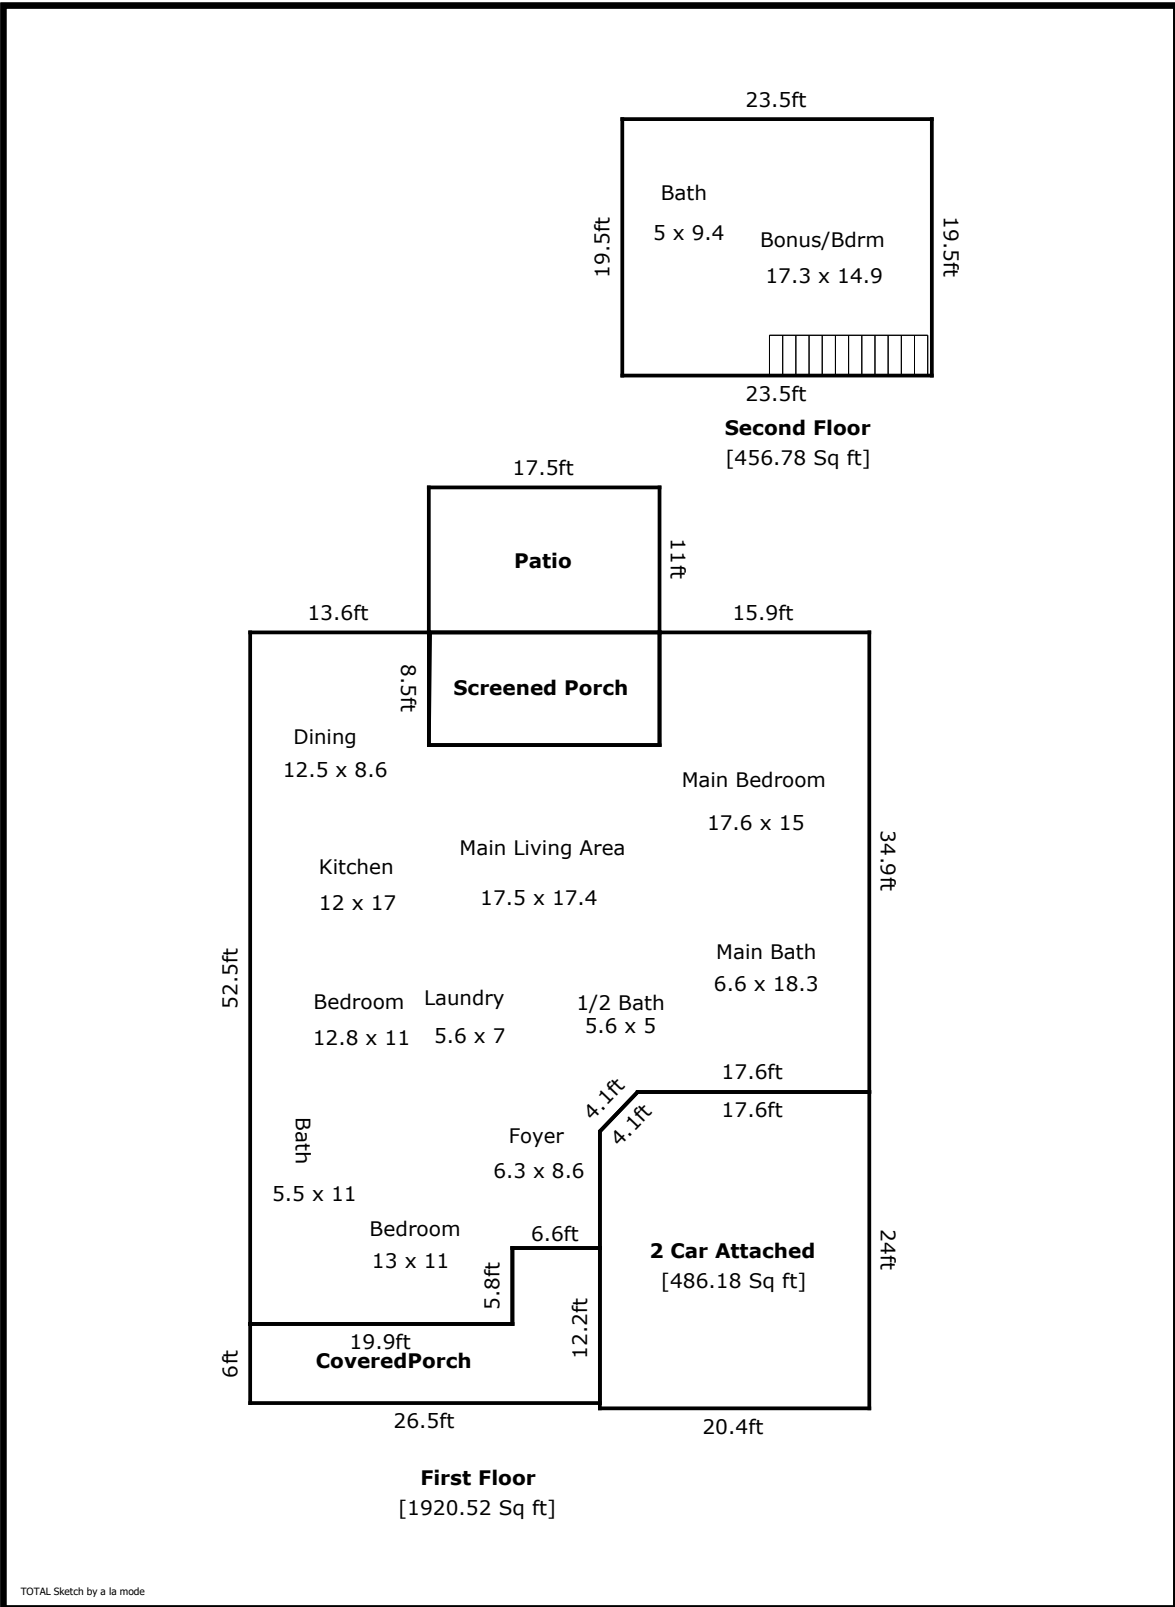 23.5ft
Bath
5 x 9.4
Bonus/Bdrm
17.3 x 14.9
19.5ft
19.5ft
23.5ft
Second Floor
[456.78 Sq ft]
17.5ft
Patio
11ft
13.6ft
15.9ft
8.5ft
Screened Porch
Dining
12.5 x 8.6
Main Bedroom
17.6 x 15
Main Living Area
17.5 x 17.4
Kitchen
12 x 17
34.9ft
52.5ft
Main Bath
6.6 x 18.3
Bedroom
12.8 x 11
Laundry
5.6 x 7
1/2 Bath
5.6 x 5
17.6ft
17.6ft
4.1ft
4.1ft
Foyer
6.3 x 8.6
Bath
5.5 x 11
Bedroom
13 x 11
6.6ft
5.8ft
2 Car Attached
[486.18 Sq ft]
24ft
12.2ft
19.9ft
CoveredPorch
6ft
26.5ft
20.4ft
First Floor
[1920.52 Sq ft]
TOTAL Sketch by a la mode